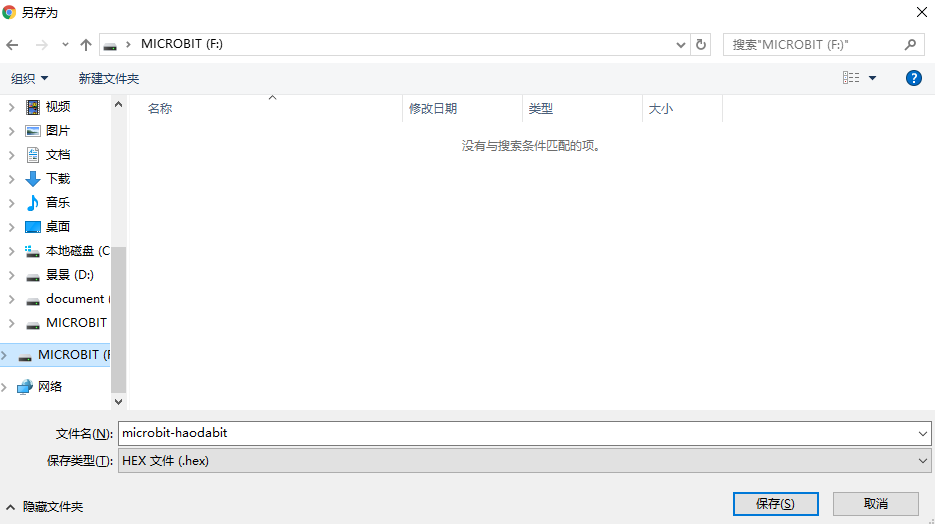 另存为
MICROBIT (F:)
搜索"MICROBIT (F:)"
组织
新建文件夹
名称
修改日期
类型
大小
没有与搜索条件匹配的项。
视频
图片
文档
下载
音乐
桌面
本地磁盘 (C
景景 (D:)
document (
MICROBIT
MICROBIT (F
网络
文件名(N):
microbit-haodabit
保存类型(T):
HEX 文件 (.hex)
隐藏文件夹
保存(S)
取消